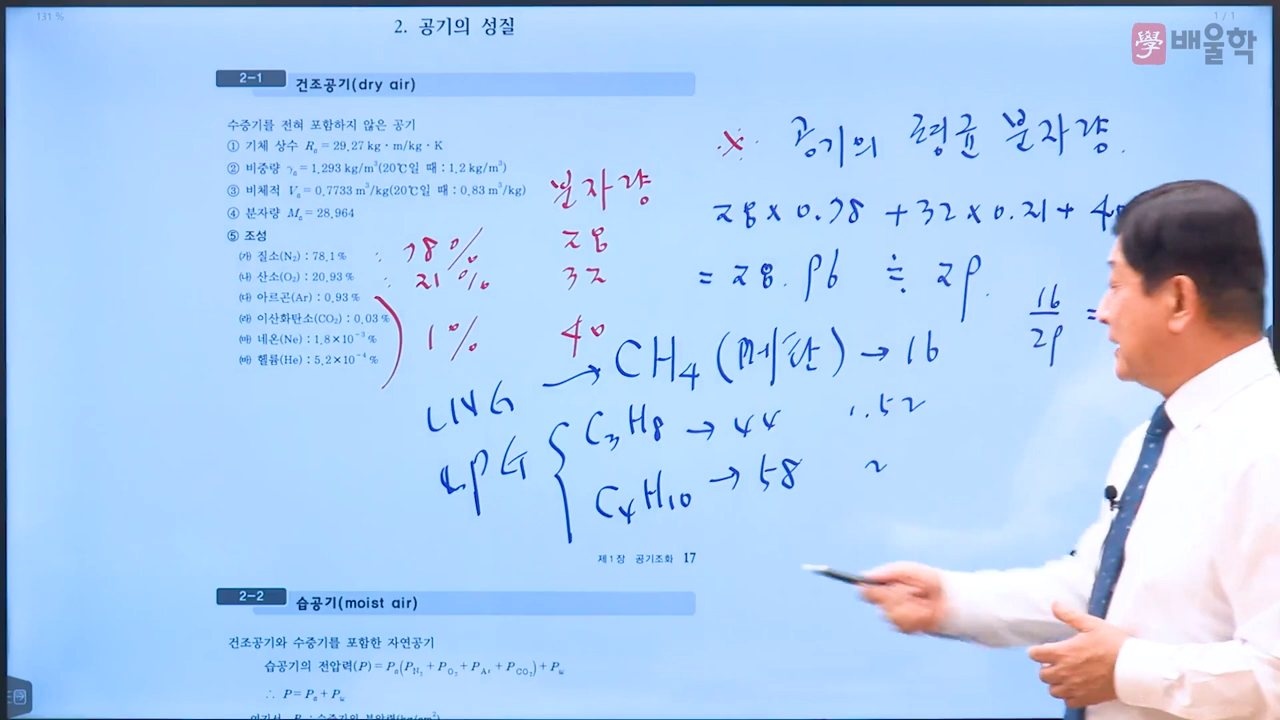 131 %
1 / 1
學 배울학
2. 공기의 성질
2-1 건조공기(dry air)
수증기를 전혀 포함하지 않은 공기
① 기체 상수 Rₐ = 29.27 kg · m/kg · K
② 비중량 γₐ = 1.293 kg/m³(20℃일 때 : 1.2 kg/m³)
③ 비체적 Vₐ = 0.7733 m³/kg(20℃일 때 : 0.83 m³/kg)
④ 분자량 Mₐ = 28.964
⑤ 조성
㈎ 질소(N₂) : 78.1 %
㈏ 산소(O₂) : 20.93 %
㈐ 아르곤(Ar) : 0.93 %
㈑ 이산화탄소(CO₂) : 0.03 %
㈒ 네온(Ne) : 1.8×10⁻³ %
㈓ 헬륨(He) : 5.2×10⁻⁴ %
분자량
: 78% 28
: 21% 32
1% 40
※ 공기의 평균 분자량
28 × 0.78 + 32 × 0.21 + 40
= 28.96 ≒ 29.
16/29 =
LNG → CH₄ (메탄) → 16
LPG { C₃H₈ → 44 1.52
C₄H₁₀ → 58 2
제1장 공기조화 17
2-2 습공기(moist air)
건조공기와 수증기를 포함한 자연공기
습공기의 전압력(P) = Pₐ(P_N₂ + P_O₂ + P_Ar + P_CO₂) + P_w
∴ P = Pₐ + P_w